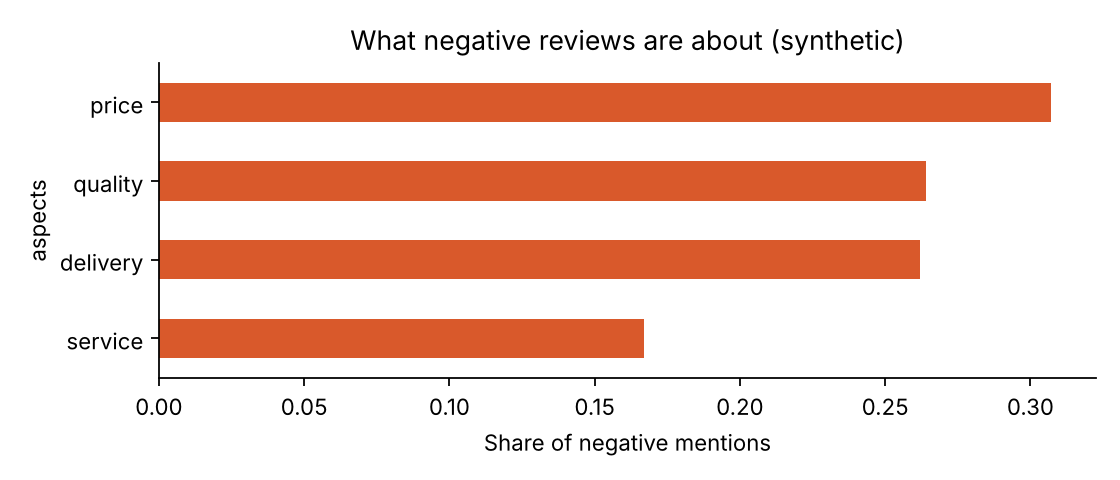 What negative reviews are about (synthetic)
price
quality
delivery
service
aspects
0.00 0.05 0.10 0.15 0.20 0.25 0.30
Share of negative mentions